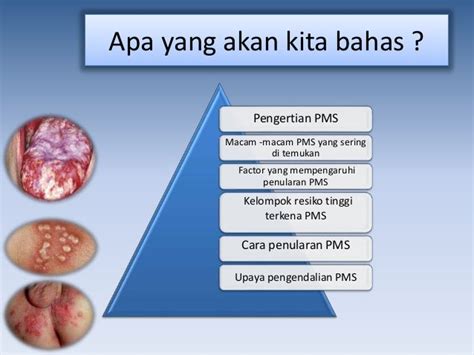 Apa yang akan kita bahas ?
Pengertian PMS
Macam -macam PMS yang sering
di temukan
Factor yang mempengaruhi
penularan PMS
Kelompok resiko tinggi
terkena PMS
Cara penularan PMS
Upaya pengendalian PMS